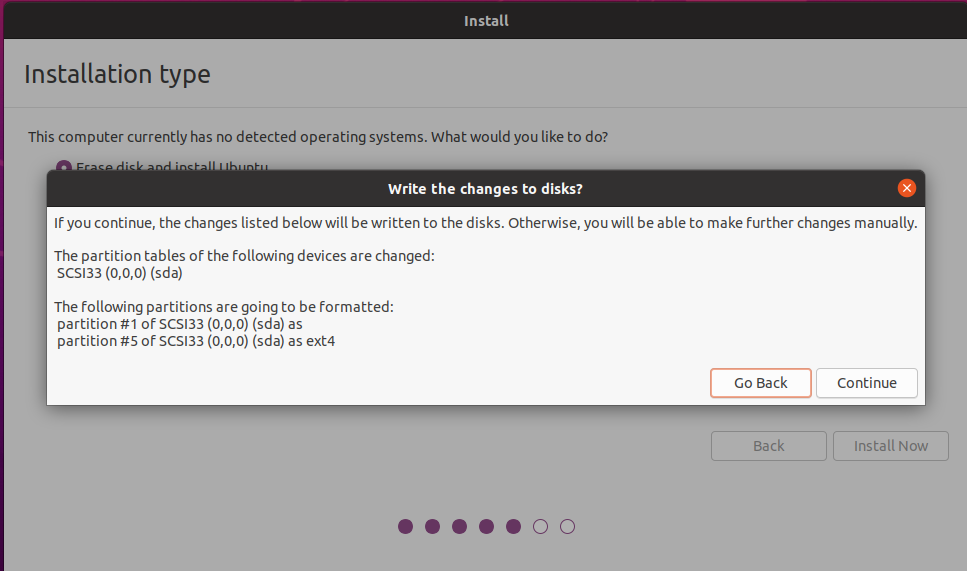 Install
Installation type
This computer currently has no detected operating systems. What would you like to do?
Erase disk and install Ubuntu
Write the changes to disks?
If you continue, the changes listed below will be written to the disks. Otherwise, you will be able to make further changes manually.
The partition tables of the following devices are changed:
SCSI33 (0,0,0) (sda)
The following partitions are going to be formatted:
partition #1 of SCSI33 (0,0,0) (sda) as
partition #5 of SCSI33 (0,0,0) (sda) as ext4
Go Back Continue
Back Install Now